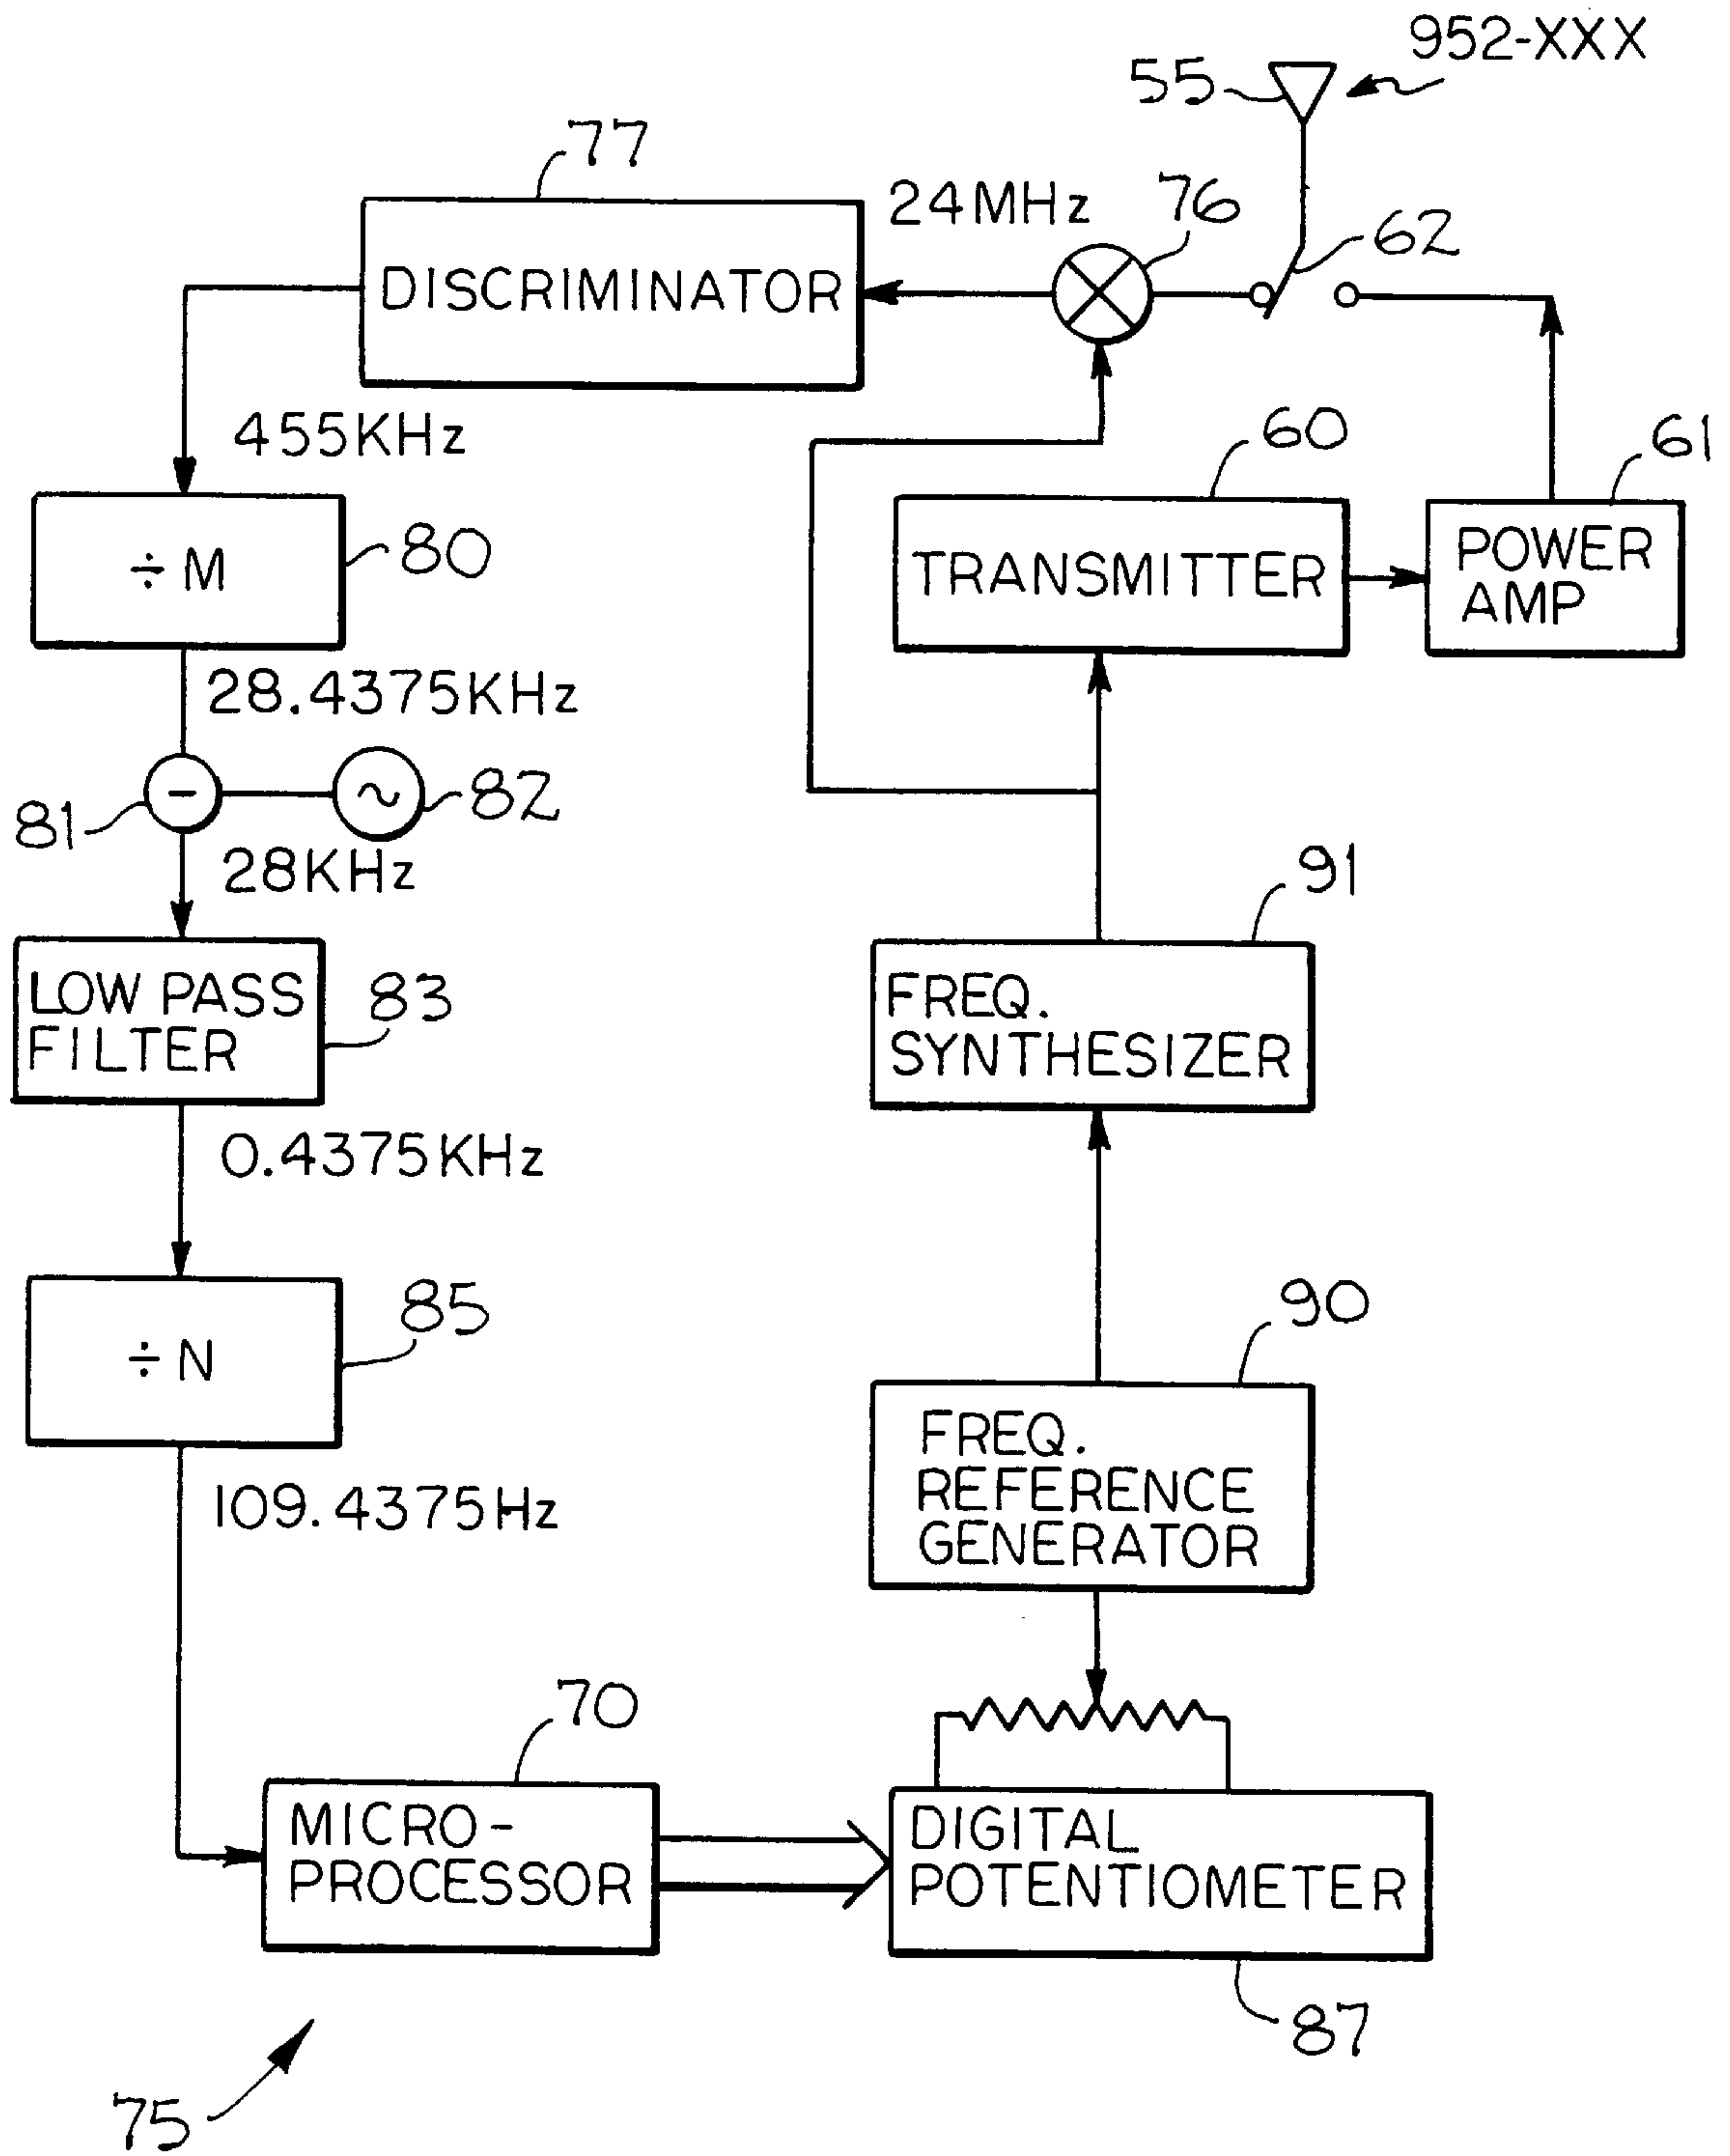 952-XXX
55
77
24MHz
76
62
DISCRIMINATOR
455KHz
60
61
÷ M
80
TRANSMITTER
POWER
AMP
28.4375KHz
−
~
82
81
28KHz
91
LOW PASS
FILTER
83
FREQ.
SYNTHESIZER
0.4375KHz
÷ N
85
90
FREQ.
REFERENCE
GENERATOR
109.4375Hz
70
MICRO-
PROCESSOR
DIGITAL
POTENTIOMETER
87
75